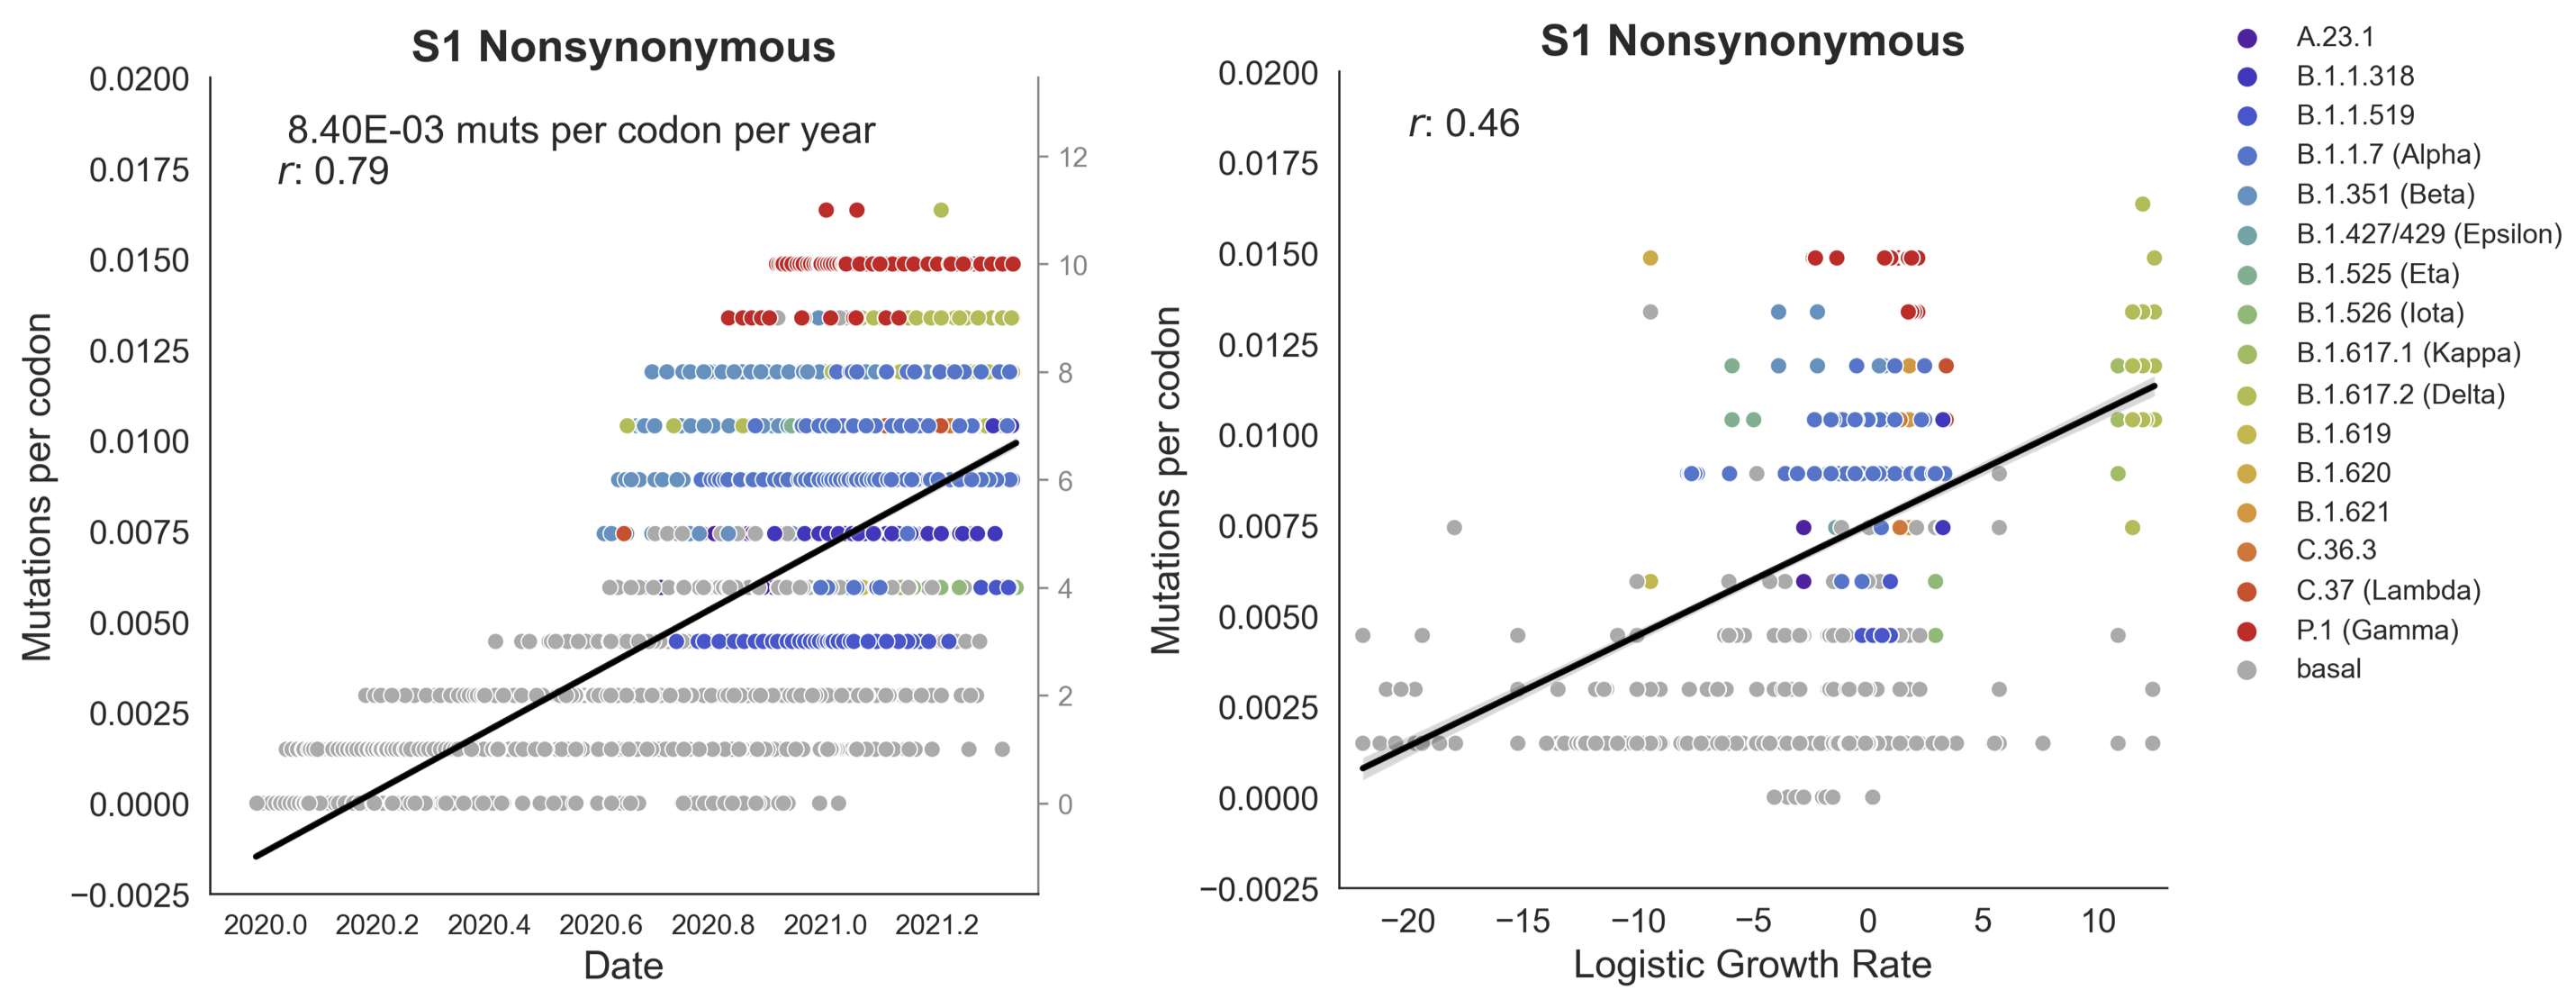 S1 Nonsynonymous
8.40E-03 muts per codon per year
r: 0.79
Mutations per codon
0.0200
0.0175
0.0150
0.0125
0.0100
0.0075
0.0050
0.0025
0.0000
−0.0025
12
10
8
6
4
2
0
2020.0 2020.2 2020.4 2020.6 2020.8 2021.0 2021.2
Date
S1 Nonsynonymous
r: 0.46
Mutations per codon
0.0200
0.0175
0.0150
0.0125
0.0100
0.0075
0.0050
0.0025
0.0000
−0.0025
−20 −15 −10 −5 0 5 10
Logistic Growth Rate
A.23.1
B.1.1.318
B.1.1.519
B.1.1.7 (Alpha)
B.1.351 (Beta)
B.1.427/429 (Epsilon)
B.1.525 (Eta)
B.1.526 (Iota)
B.1.617.1 (Kappa)
B.1.617.2 (Delta)
B.1.619
B.1.620
B.1.621
C.36.3
C.37 (Lambda)
P.1 (Gamma)
basal